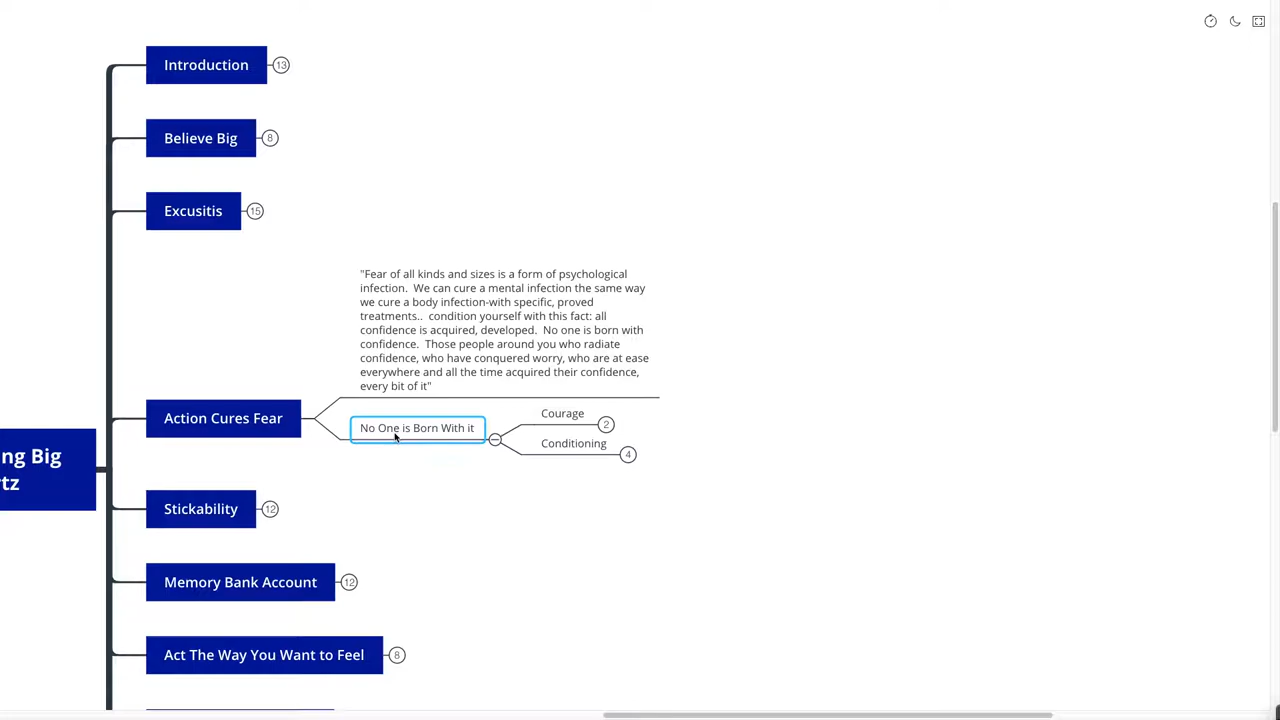 Introduction
13
Believe Big
8
Excusitis
15
"Fear of all kinds and sizes is a form of psychological
infection.  We can cure a mental infection the same way
we cure a body infection-with specific, proved
treatments..  condition yourself with this fact: all
confidence is acquired, developed.  No one is born with
confidence.  Those people around you who radiate
confidence, who have conquered worry, who are at ease
everywhere and all the time acquired their confidence,
every bit of it"
Action Cures Fear
No One is Born With it
Courage
2
Conditioning
4
ng Big
tz
Stickability
12
Memory Bank Account
12
Act The Way You Want to Feel
8